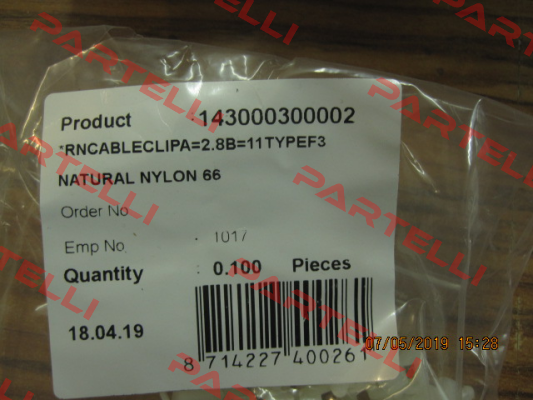 Product : 143000300002
*RNCABLECLIPA=2.8B=11TYPEF3
NATURAL NYLON 66
Order No
Emp No. : 1017
Quantity : 0.100 Pieces
18.04.19
8 714227 400261
07/05/2019 15:28
PARTELLI
PARTELLI
PARTELLI
PARTELLI
PARTELLI
PARTELLI